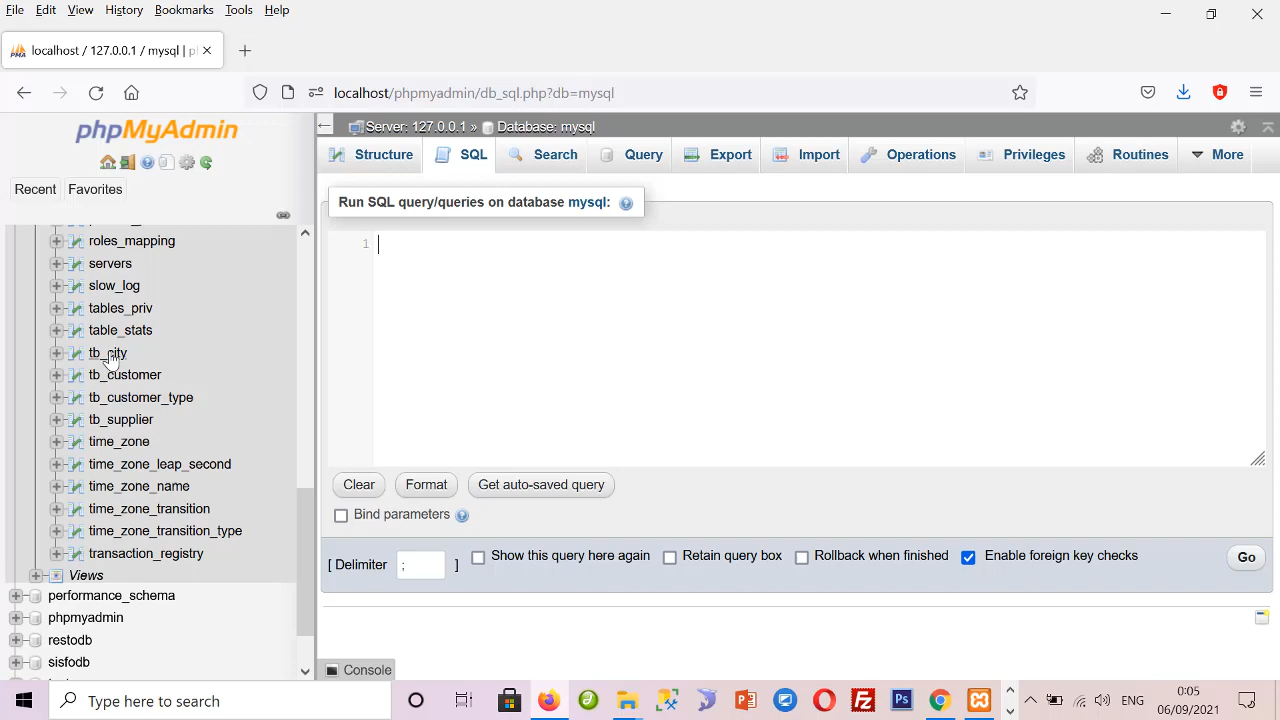 File Edit View History Bookmarks Tools Help
localhost / 127.0.0.1 / mysql | p
localhost/phpmyadmin/db_sql.php?db=mysql
phpMyAdmin
Recent Favorites
roles_mapping
servers
slow_log
tables_priv
table_stats
tb_city
tb_customer
tb_customer_type
tb_supplier
time_zone
time_zone_leap_second
time_zone_name
time_zone_transition
time_zone_transition_type
transaction_registry
Views
performance_schema
phpmyadmin
restodb
sisfodb
Server: 127.0.0.1 » Database: mysql
Structure SQL Search Query Export Import Operations Privileges Routines More
Run SQL query/queries on database mysql:
1
Clear Format Get auto-saved query
Bind parameters
[ Delimiter ; ] Show this query here again Retain query box Rollback when finished Enable foreign key checks Go
Console
Type here to search
ENG
0:05
06/09/2021